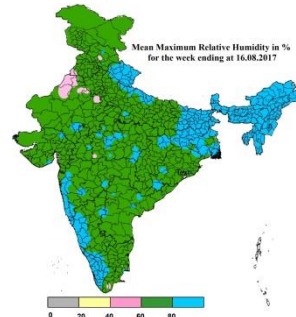 Mean Maximum Relative Humidity in %
for the week ending at 16.08.2017
0 20 40 60 80